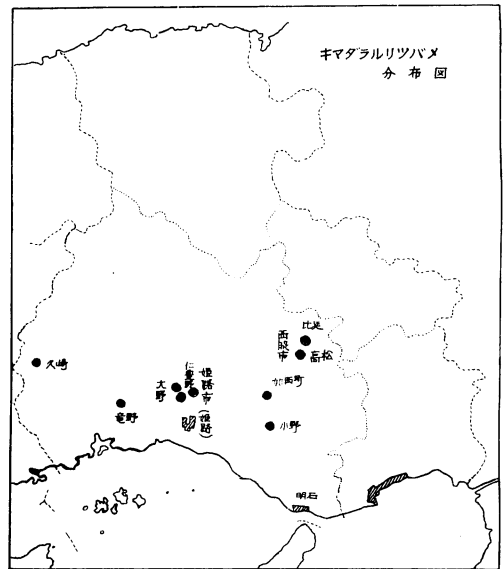 キマダラルリツバメ
分布図
比延
西脇市
高松
久崎
仁豊野
姫路市
大野
(姫路)
加西町
小野
竜野
明石